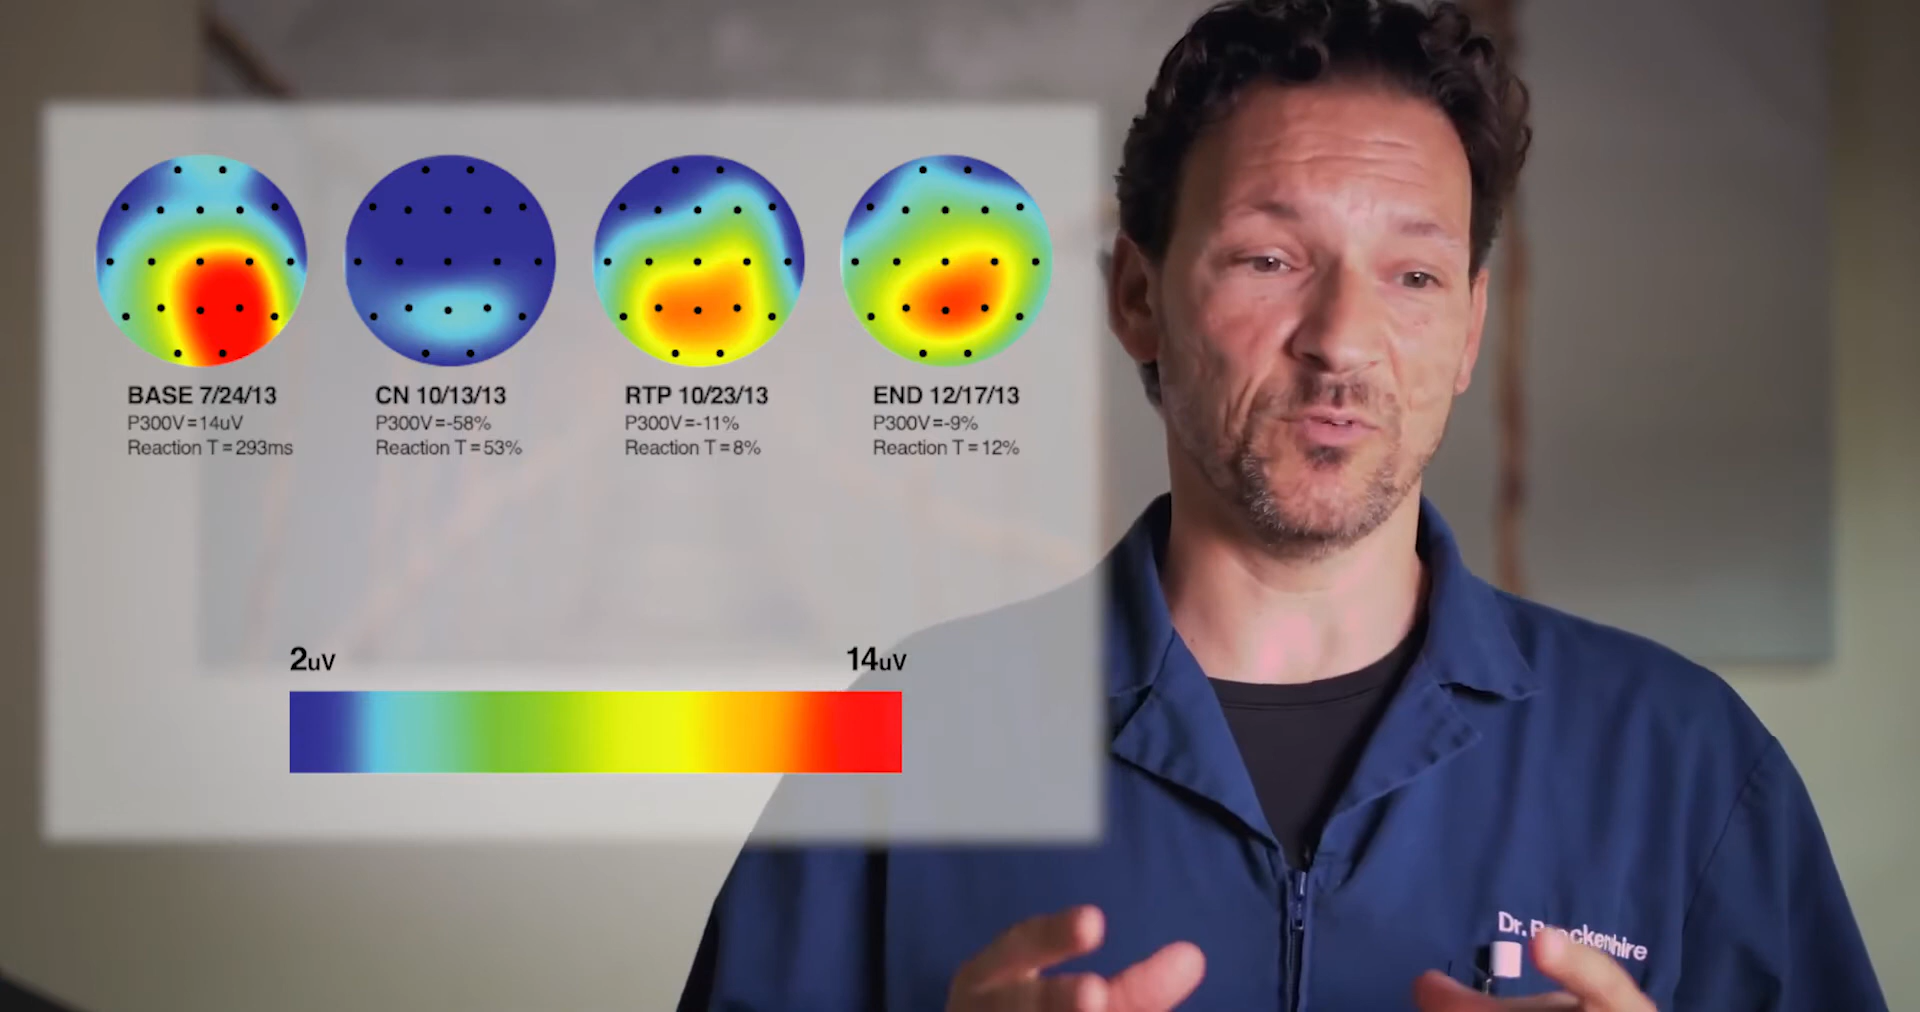 BASE 7/24/13
P300V=14uV
Reaction T=293ms
CN 10/13/13
P300V=-58%
Reaction T=53%
RTP 10/23/13
P300V=-11%
Reaction T=8%
END 12/17/13
P300V=-9%
Reaction T=12%
2uV
14uV
Dr.